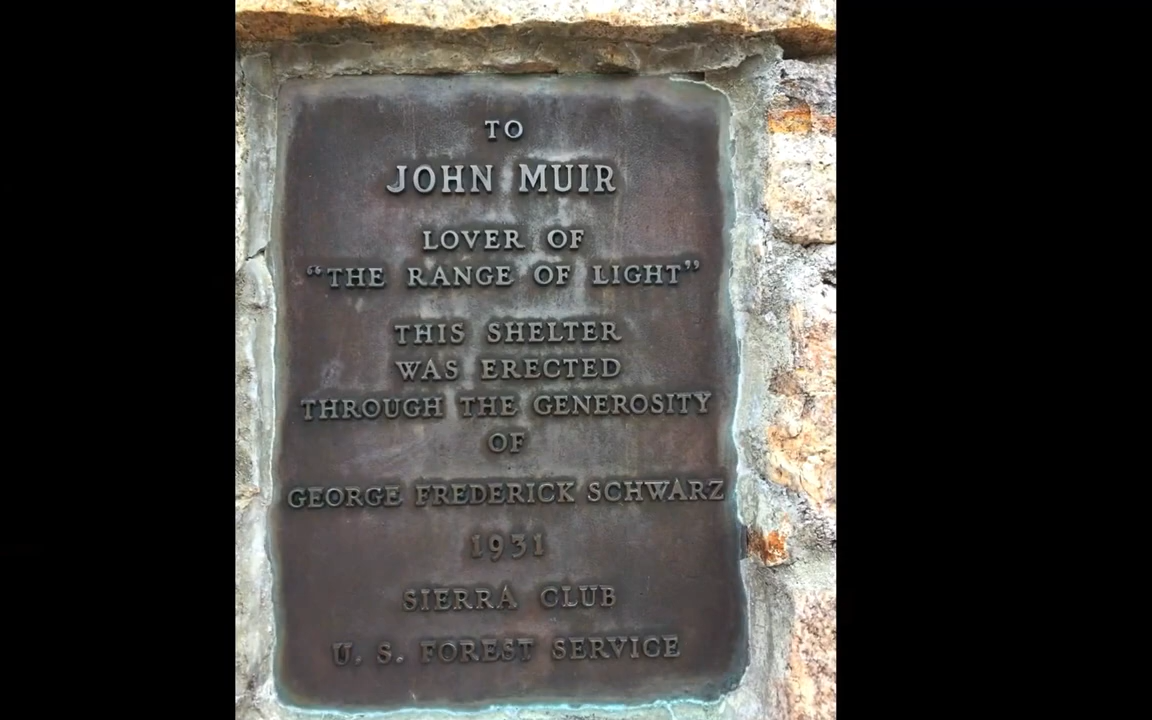 TO
JOHN MUIR
LOVER OF
“THE RANGE OF LIGHT”
THIS SHELTER
WAS ERECTED
THROUGH THE GENEROSITY
OF
GEORGE FREDERICK SCHWARZ
1931
SIERRA CLUB
U. S. FOREST SERVICE